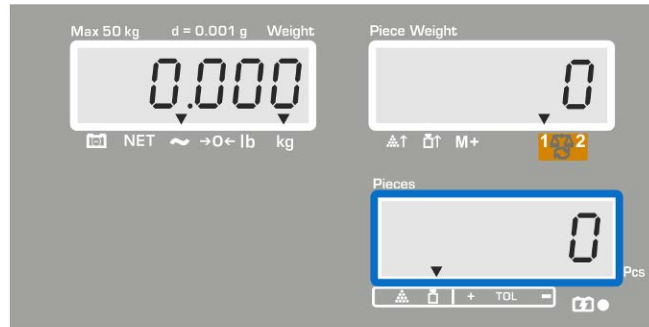 Max 50 kg d = 0.001 g Weight
0.000
NET ~ →0← lb kg
Piece Weight
0
M+ 1 2
Pieces
0
Pcs
+ TOL −